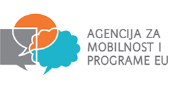 AGENCIJA ZA
MOBILNOST I
PROGRAME EU